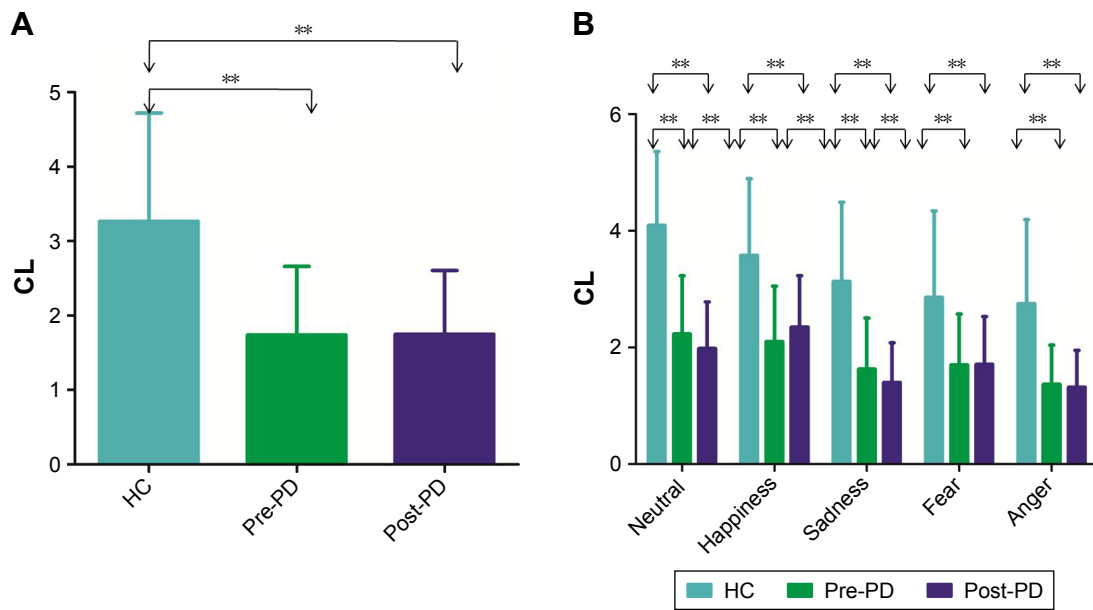 A
**
**
CL
5
4
3
2
1
0
HC
Pre-PD
Post-PD
B
** ** ** ** **
** ** ** ** ** ** ** **
CL
6
4
2
0
Neutral
Happiness
Sadness
Fear
Anger
HC Pre-PD Post-PD